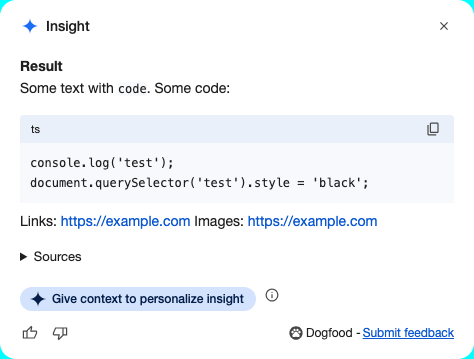 Insight
Result
Some text with code. Some code:
ts
console.log('test');
document.querySelector('test').style = 'black';
Links: https://example.com Images: https://example.com
Sources
Give context to personalize insight
Dogfood - Submit feedback